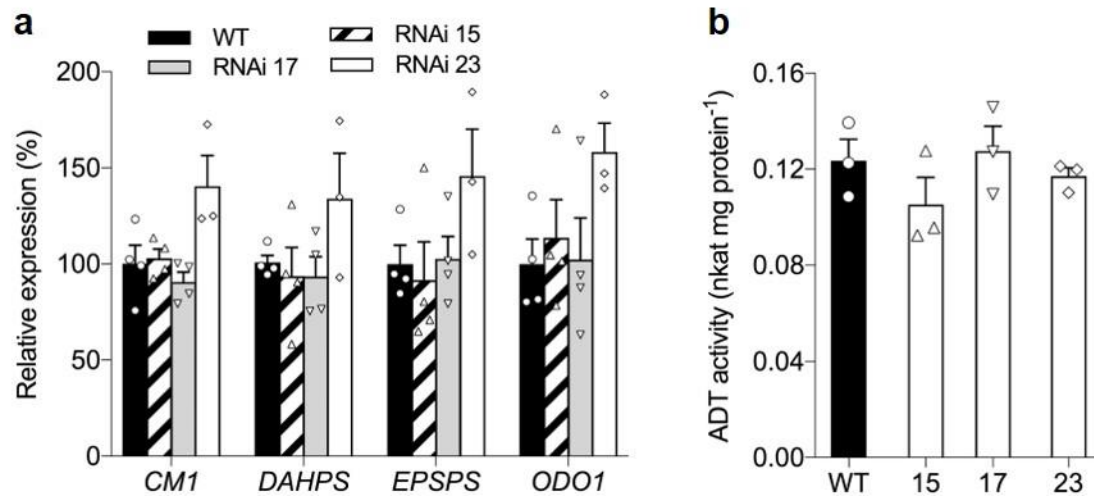 a
WT RNAi 15
RNAi 17 RNAi 23
Relative expression (%)
200
150
100
50
0
CM1 DAHPS EPSPS ODO1
b
ADT activity (nkat mg protein-1)
0.16
0.12
0.08
0.04
0.00
WT 15 17 23